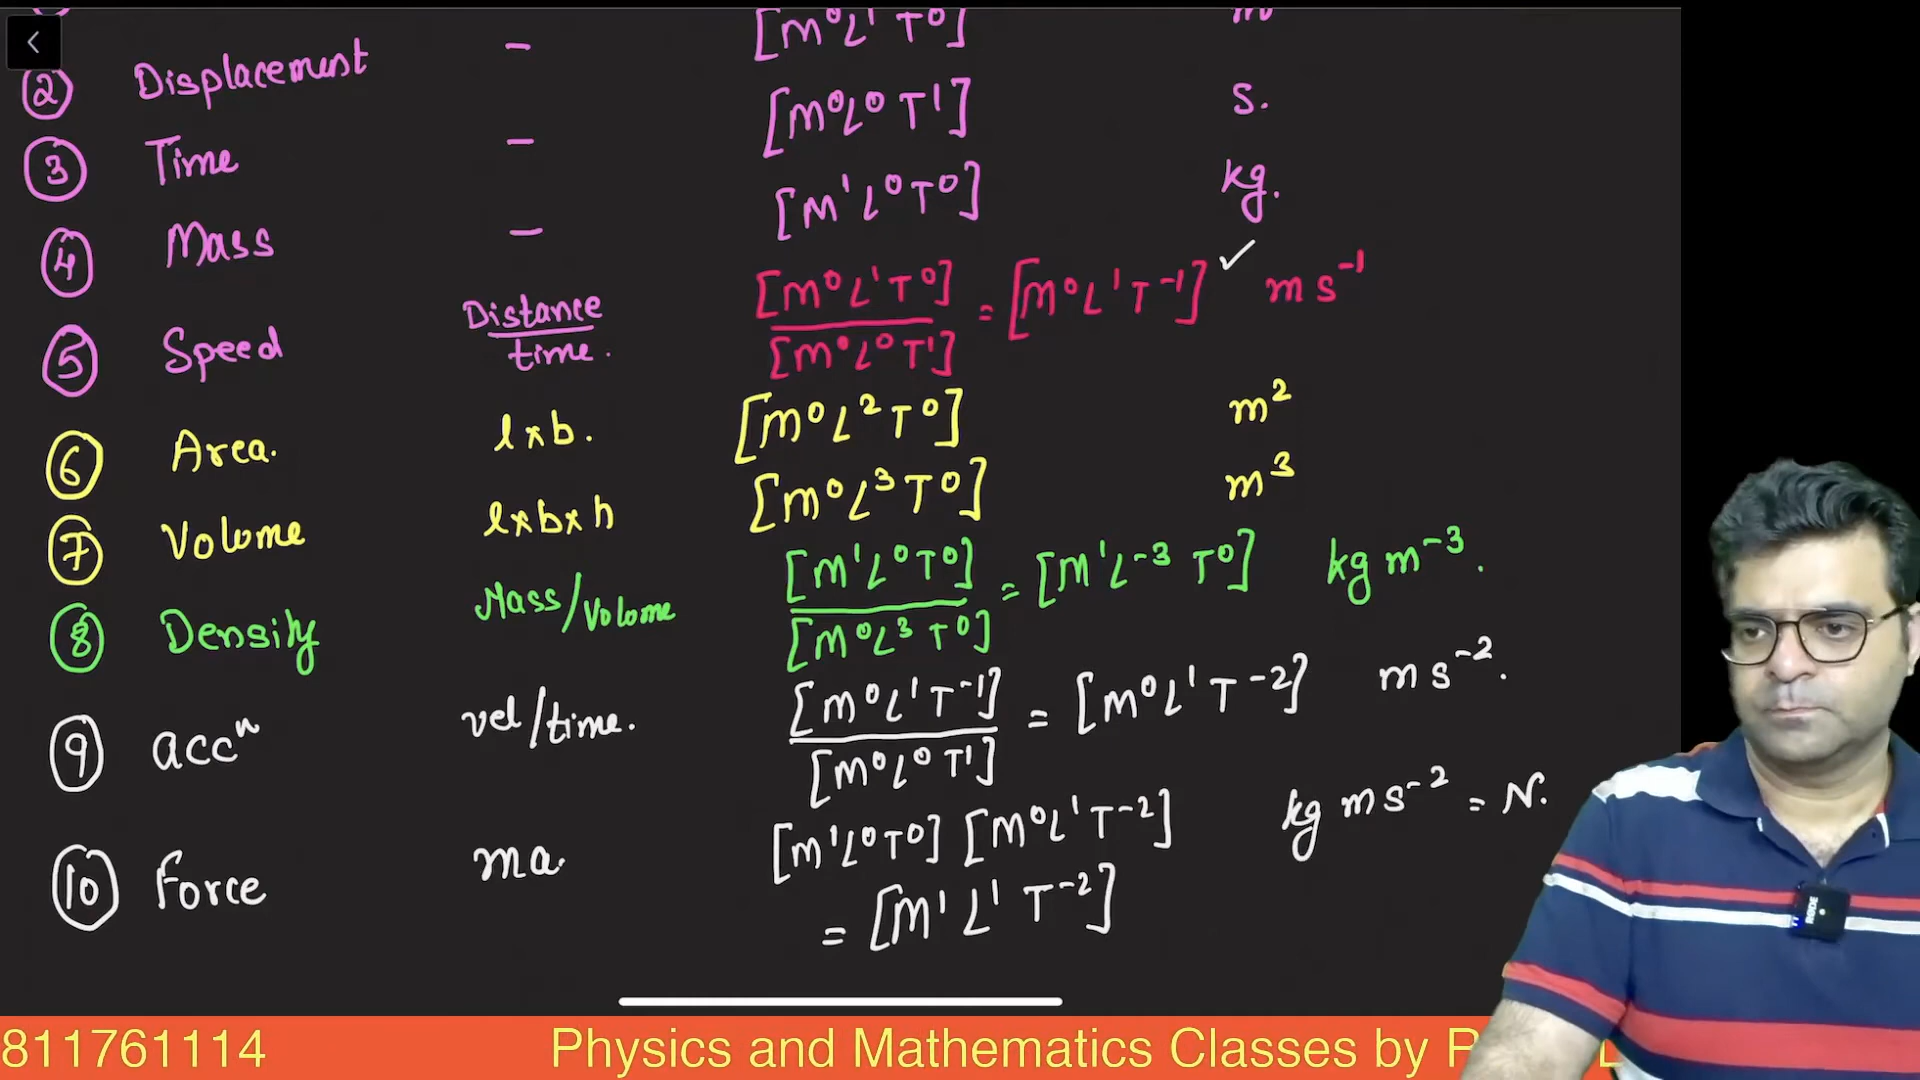 [M⁰L¹T⁰] m
② Displacement - [M⁰L⁰T¹] s.
③ Time - [M¹L⁰T⁰] kg.
④ Mass -
⑤ Speed Distance/time. [M⁰L¹T⁰]/[M⁰L⁰T¹] = [M⁰L¹T⁻¹] ✓ m s⁻¹
⑥ Area. l×b. [M⁰L²T⁰] m²
⑦ Volume l×b×h [M⁰L³T⁰] m³
⑧ Density Mass/Volume [M¹L⁰T⁰]/[M⁰L³T⁰] = [M¹L⁻³T⁰] kg m⁻³.
⑨ accⁿ vel/time. [M⁰L¹T⁻¹]/[M⁰L⁰T¹] = [M⁰L¹T⁻²] m s⁻².
⑩ Force ma. [M¹L⁰T⁰] [M⁰L¹T⁻²] kg m s⁻² = N.
= [M¹L¹T⁻²]
RØDE
811761114 Physics and Mathematics Classes by